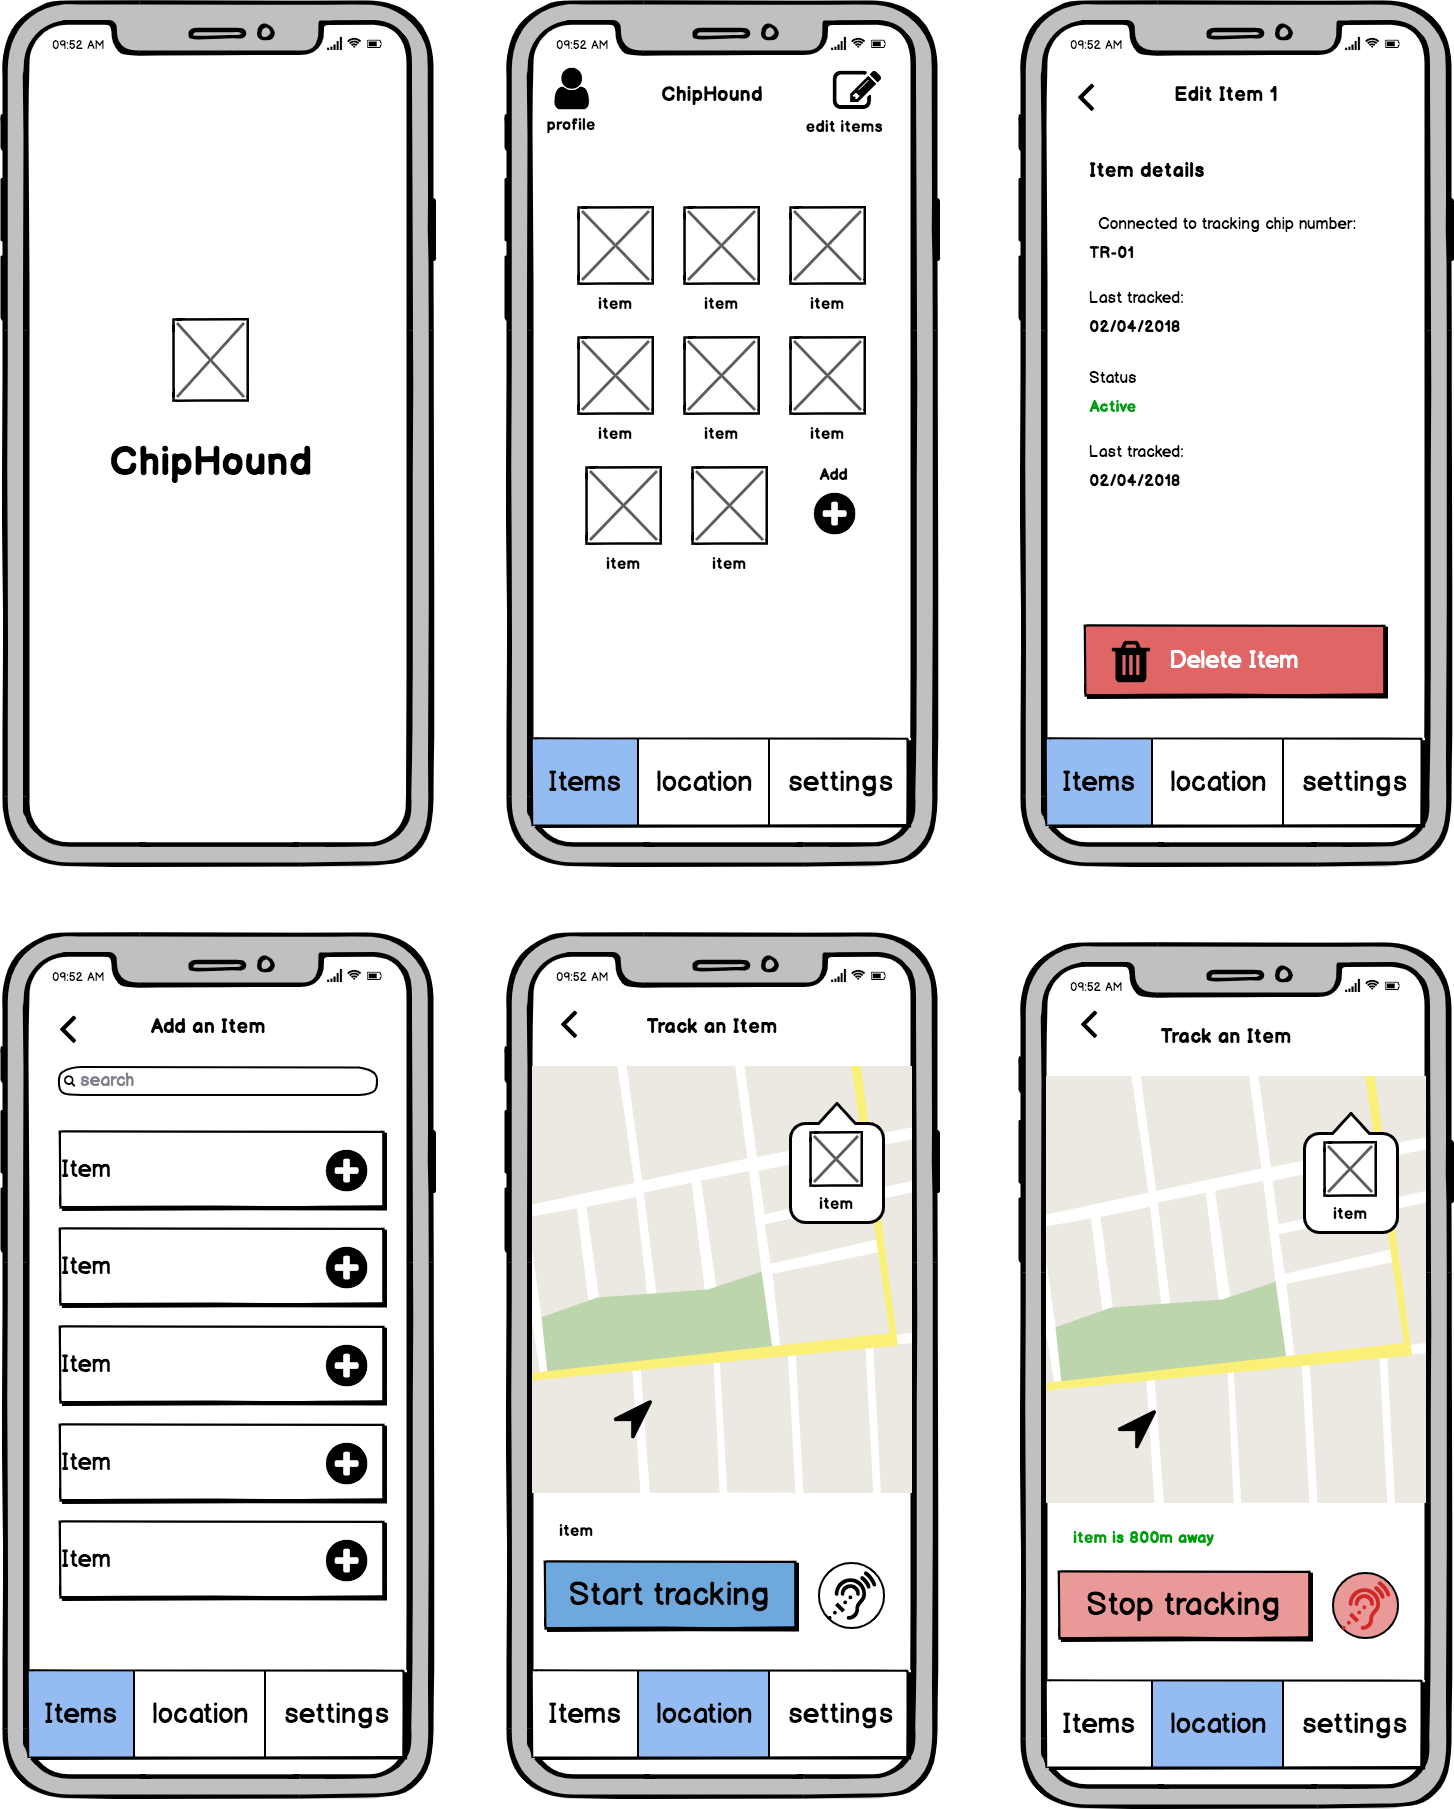 09:52 AM
ChipHound
09:52 AM
profile
ChipHound
edit items
item item item
item item item
Add
item item
Items location settings
09:52 AM
Edit Item 1
Item details
Connected to tracking chip number:
TR-01
Last tracked:
02/04/2018
Status
Active
Last tracked:
02/04/2018
Delete Item
Items location settings
09:52 AM
Add an Item
search
Item
Item
Item
Item
Item
Items location settings
09:52 AM
Track an Item
item
item
Start tracking
Items location settings
09:52 AM
Track an Item
item
item is 800m away
Stop tracking
Items location settings